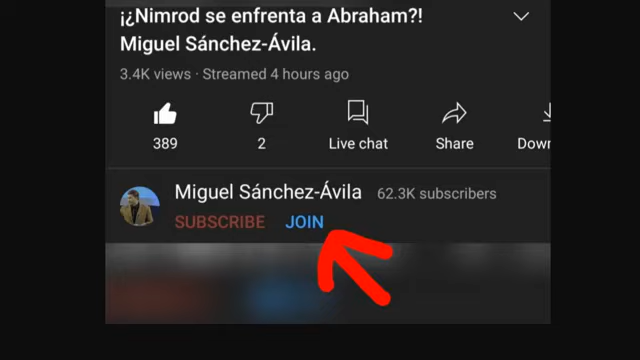 ¡¿Nimrod se enfrenta a Abraham?!
Miguel Sánchez-Ávila.
3.4K views · Streamed 4 hours ago
389 2 Live chat Share Down
Miguel Sánchez-Ávila 62.3K subscribers
SUBSCRIBE JOIN